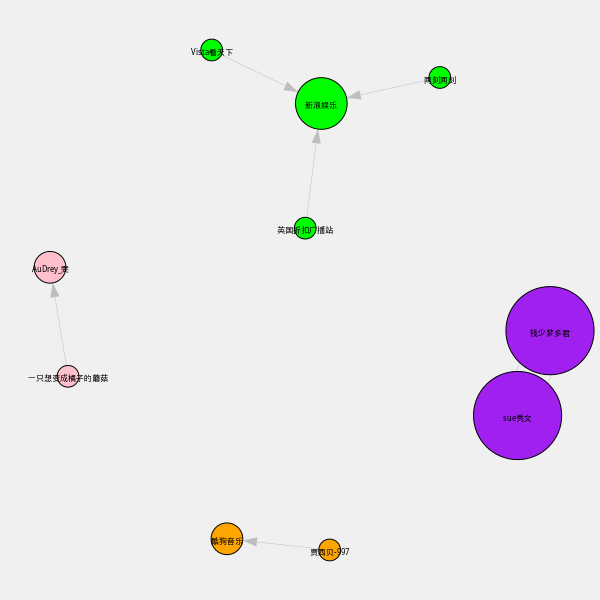 Vista看天下
两刻两刻
新浪娱乐
英国折扣广播站
AuDrey_雯
钱少梦多君
一只想变成橘子的蘑菇
sue秀文
酷狗音乐
贾西贝-997